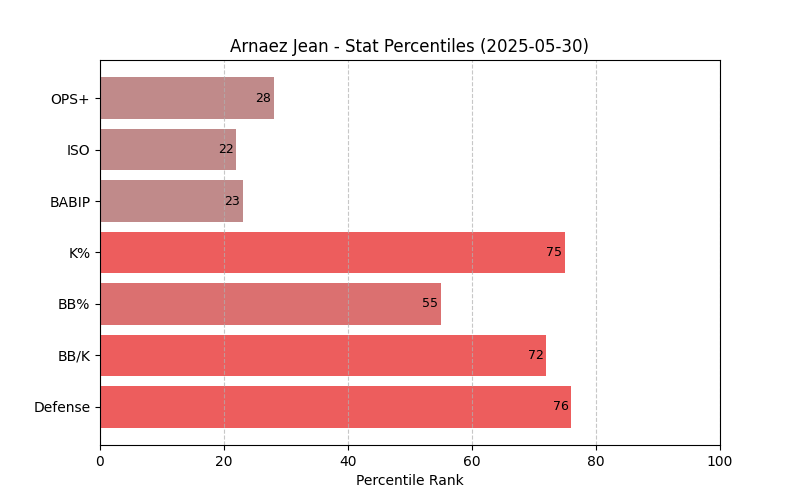 Arnaez Jean - Stat Percentiles (2025-05-30)
OPS+ 28
ISO 22
BABIP 23
K% 75
BB% 55
BB/K 72
Defense 76
0 20 40 60 80 100
Percentile Rank